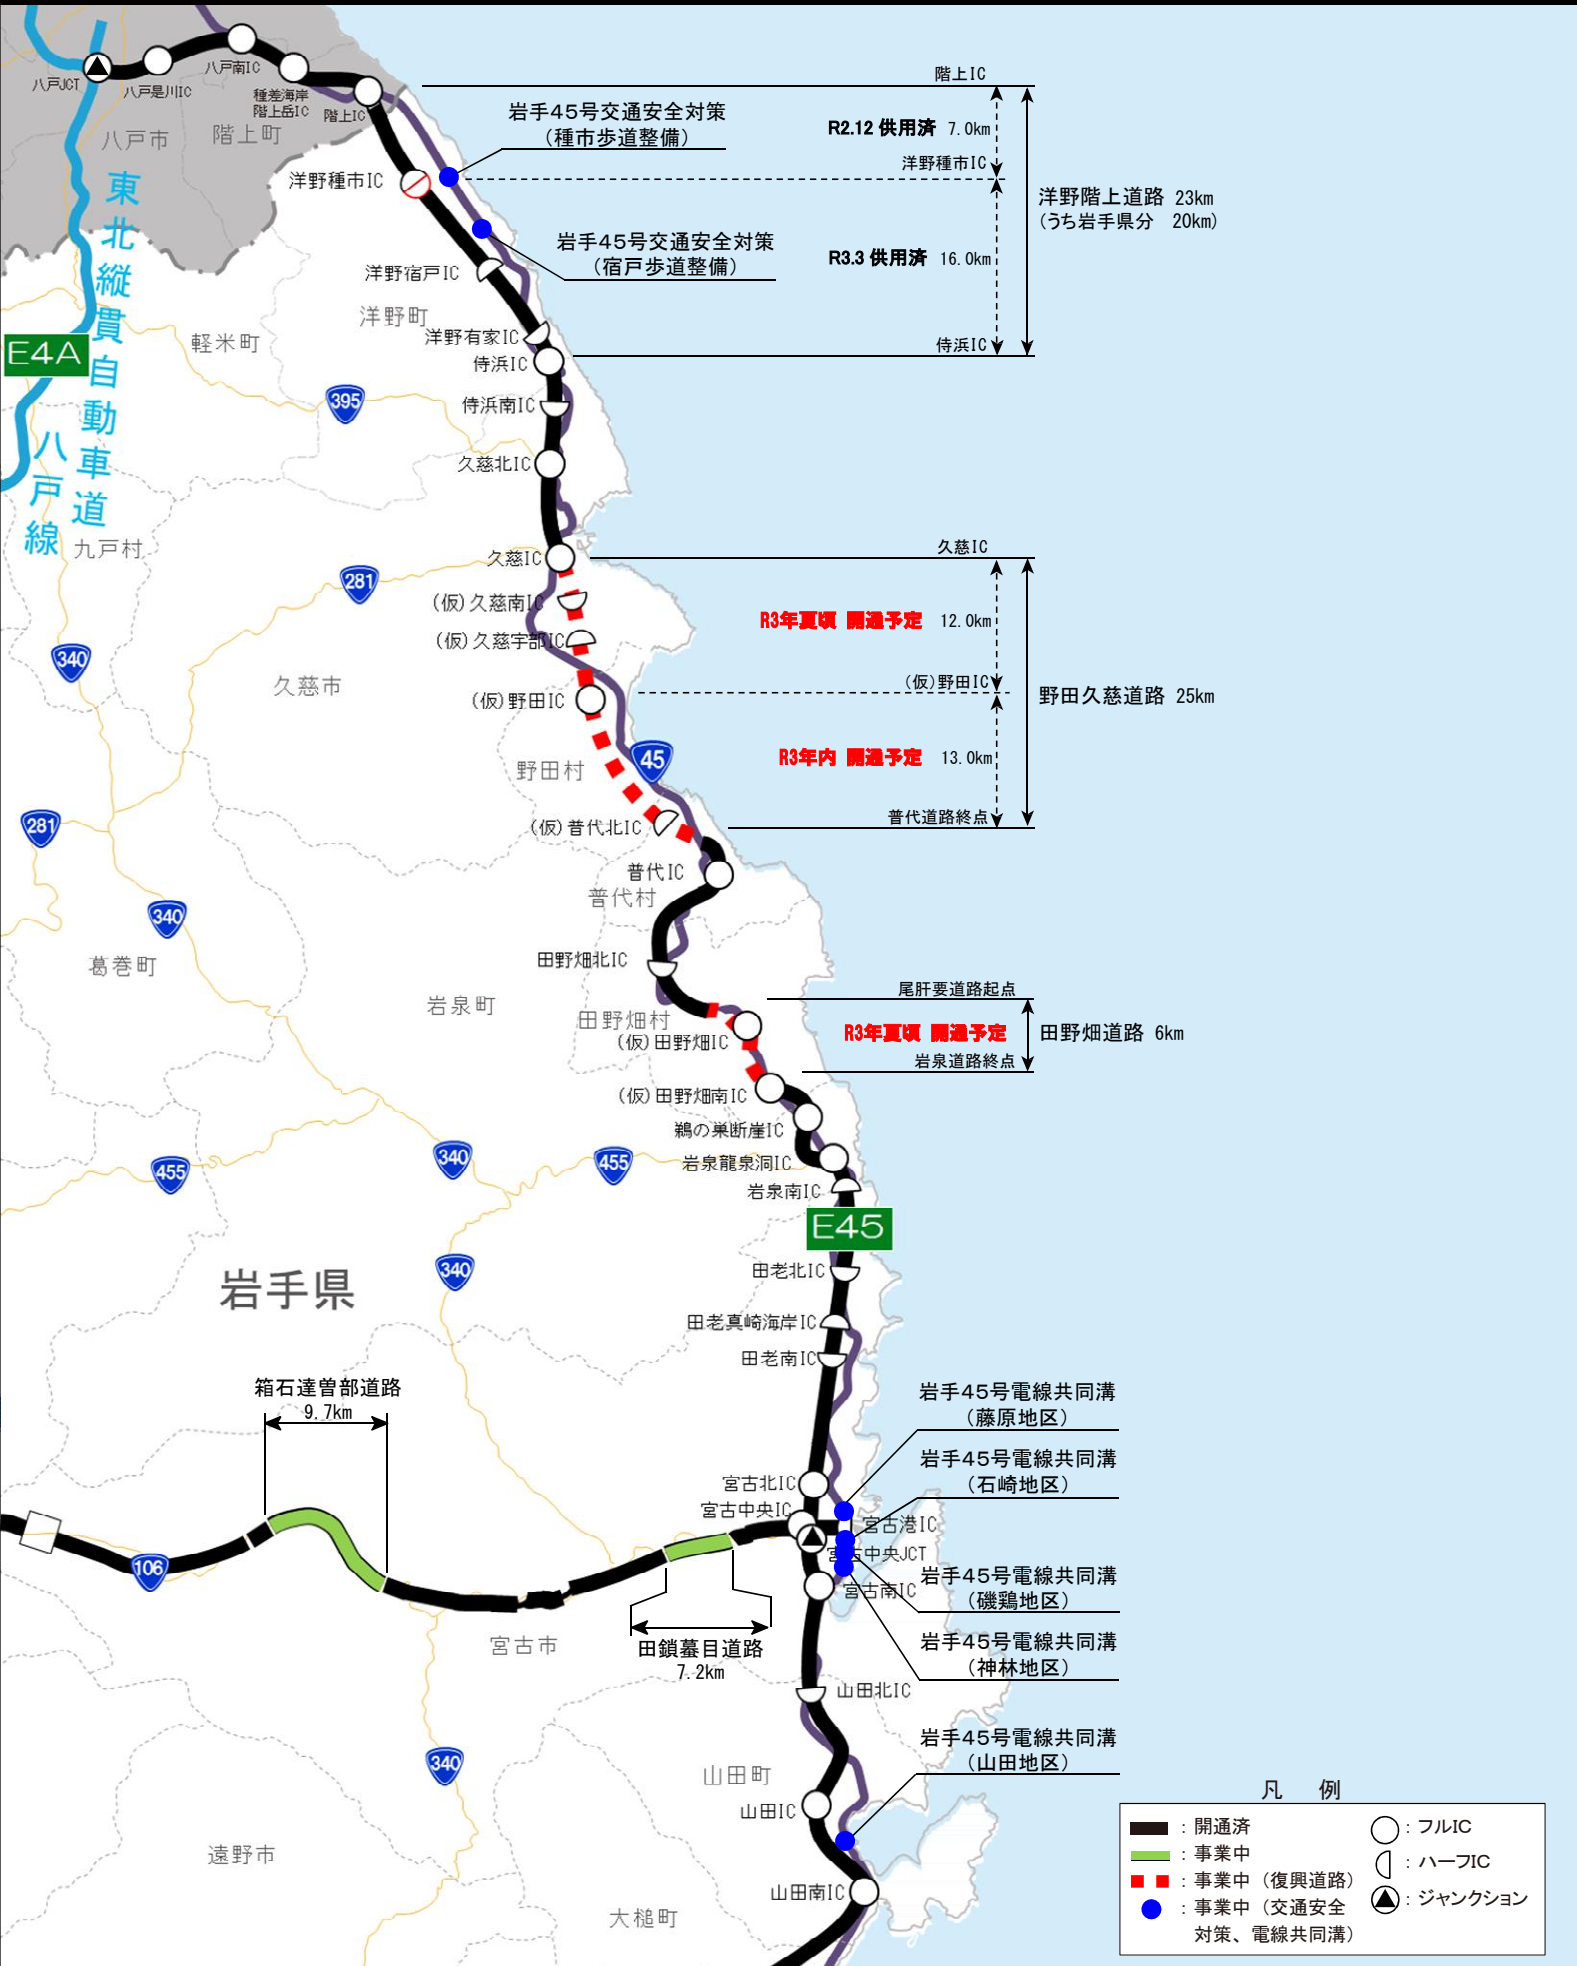 八戸JCT
八戸是川IC
八戸南IC
種差海岸
階上岳IC
階上IC
八戸市
階上町
東北縦貫自動車道
八戸線
E4A
岩手45号交通安全対策
(種市歩道整備)
岩手45号交通安全対策
(宿戸歩道整備)
洋野種市IC
洋野宿戸IC
洋野町
洋野有家IC
侍浜IC
侍浜南IC
久慈北IC
久慈IC
軽米町
395
九戸村
281
340
久慈市
(仮)久慈南IC
(仮)久慈宇部IC
(仮)野田IC
45
野田村
(仮)普代北IC
普代IC
普代村
田野畑北IC
田野畑村
(仮)田野畑IC
(仮)田野畑南IC
鵜の巣断崖IC
岩泉龍泉洞IC
岩泉南IC
E45
281
340
葛巻町
岩泉町
455
340
455
340
岩手県
田老北IC
田老真崎海岸IC
田老南IC
階上IC
R2.12 供用済 7.0km
洋野種市IC
R3.3 供用済 16.0km
侍浜IC
洋野階上道路 23km
(うち岩手県分 20km)
久慈IC
R3年夏頃 開通予定 12.0km
(仮)野田IC
R3年内 開通予定 13.0km
普代道路終点
野田久慈道路 25km
尾肝要道路起点
R3年夏頃 開通予定
岩泉道路終点
田野畑道路 6km
箱石達曽部道路
9.7km
106
宮古市
田鎖蟇目道路
7.2km
宮古北IC
宮古中央IC
宮古港IC
宮古中央JCT
宮古南IC
岩手45号電線共同溝
(藤原地区)
岩手45号電線共同溝
(石崎地区)
岩手45号電線共同溝
(磯鶏地区)
岩手45号電線共同溝
(神林地区)
山田北IC
岩手45号電線共同溝
(山田地区)
340
山田町
山田IC
山田南IC
遠野市
大槌町
凡 例
：開通済
：事業中
：事業中（復興道路）
：事業中（交通安全
対策、電線共同溝）
：フルIC
：ハーフIC
：ジャンクション